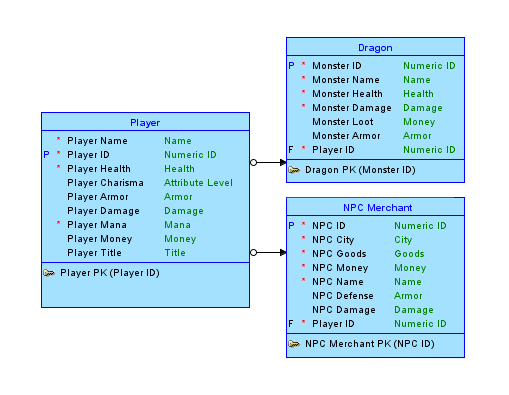 Player
* Player Name Name
P * Player ID Numeric ID
* Player Health Health
Player Charisma Attribute Level
Player Armor Armor
Player Damage Damage
* Player Mana Mana
Player Money Money
Player Title Title
Player PK (Player ID)
Dragon
P * Monster ID Numeric ID
* Monster Name Name
* Monster Health Health
* Monster Damage Damage
Monster Loot Money
Monster Armor Armor
F * Player ID Numeric ID
Dragon PK (Monster ID)
NPC Merchant
P * NPC ID Numeric ID
* NPC City City
* NPC Goods Goods
* NPC Money Money
* NPC Name Name
NPC Defense Armor
NPC Damage Damage
F * Player ID Numeric ID
NPC Merchant PK (NPC ID)